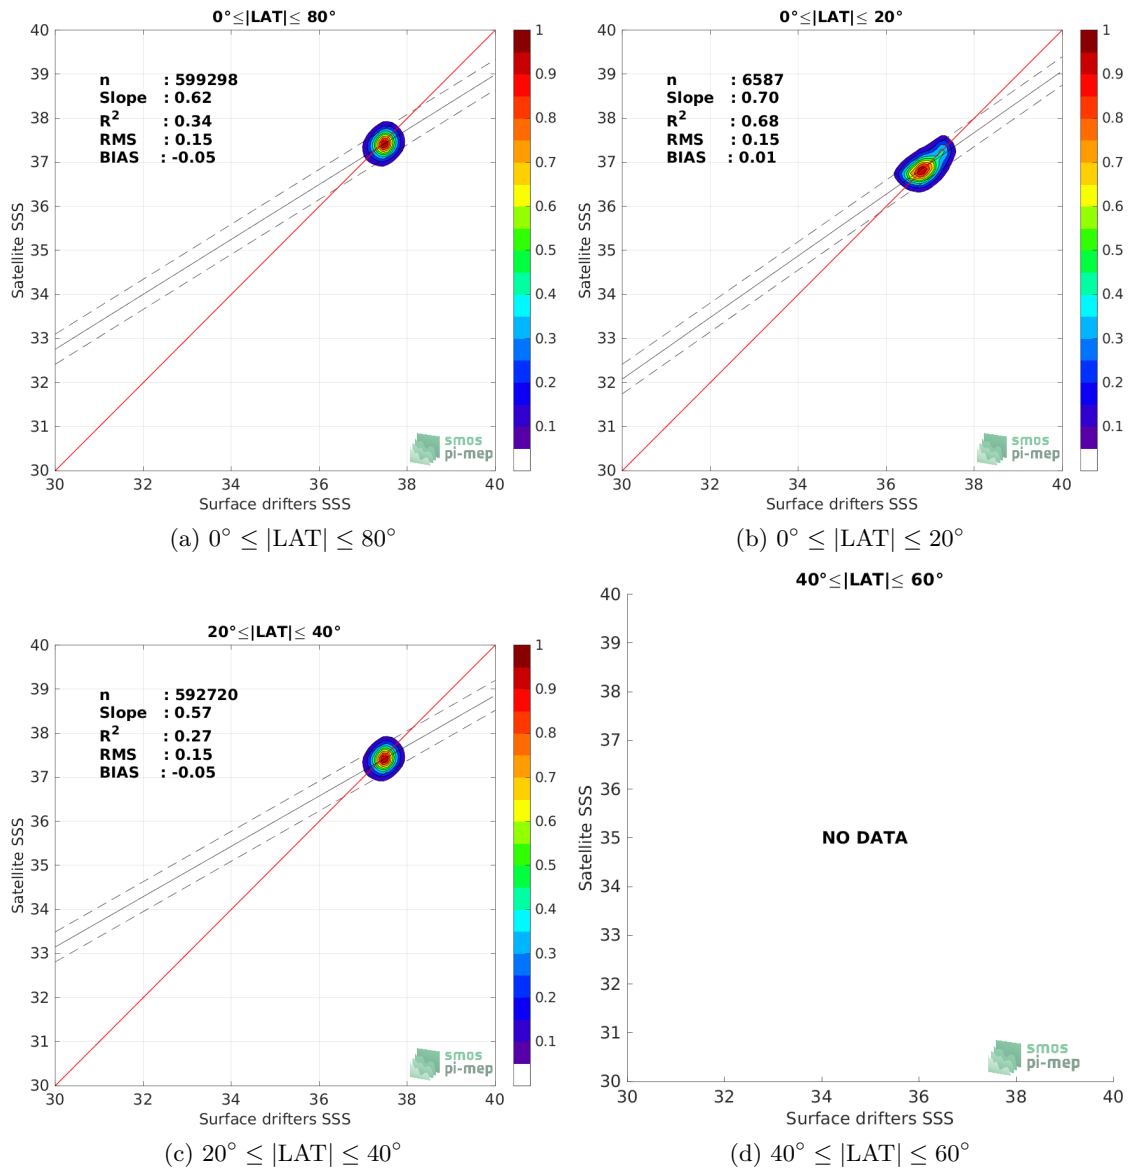 0°≤|LAT|≤ 80°
n : 599298
Slope : 0.62
R2 : 0.34
RMS : 0.15
BIAS : -0.05
40
39
38
37
36
35
34
33
32
31
30
30 32 34 36 38 40
Satellite SSS
Surface drifters SSS
1
0.9
0.8
0.7
0.6
0.5
0.4
0.3
0.2
0.1
smos
pi-mep
(a) 0° ≤ |LAT| ≤ 80°
0°≤|LAT|≤ 20°
n : 6587
Slope : 0.70
R2 : 0.68
RMS : 0.15
BIAS : 0.01
40
39
38
37
36
35
34
33
32
31
30
30 32 34 36 38 40
Satellite SSS
Surface drifters SSS
1
0.9
0.8
0.7
0.6
0.5
0.4
0.3
0.2
0.1
smos
pi-mep
(b) 0° ≤ |LAT| ≤ 20°
20°≤|LAT|≤ 40°
n : 592720
Slope : 0.57
R2 : 0.27
RMS : 0.15
BIAS : -0.05
40
39
38
37
36
35
34
33
32
31
30
30 32 34 36 38 40
Satellite SSS
Surface drifters SSS
1
0.9
0.8
0.7
0.6
0.5
0.4
0.3
0.2
0.1
smos
pi-mep
(c) 20° ≤ |LAT| ≤ 40°
40°≤|LAT|≤ 60°
40
39
38
37
36
35
34
33
32
31
30
30 32 34 36 38 40
Satellite SSS
Surface drifters SSS
NO DATA
smos
pi-mep
(d) 40° ≤ |LAT| ≤ 60°